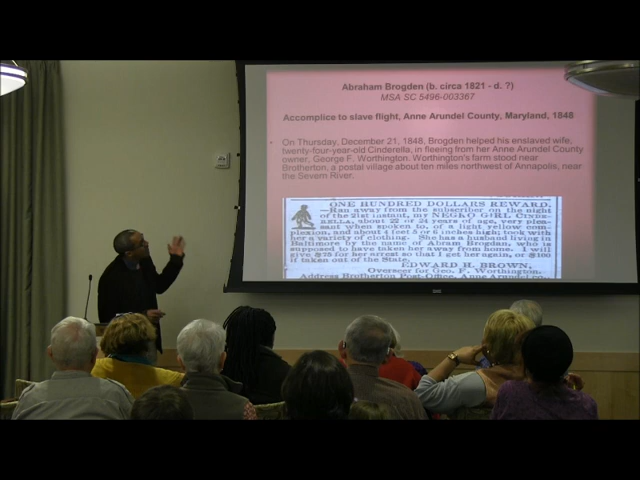 Abraham Brogden (b. circa 1821 - d. ?)
MSA SC 5496-003367
Accomplice to slave flight, Anne Arundel County, Maryland, 1848
On Thursday, December 21, 1848, Brogden helped his enslaved wife,
twenty-four-year-old Cinderella, in fleeing from her Anne Arundel County
owner, George F. Worthington. Worthington's farm stood near
Brotherton, a postal village about ten miles northwest of Annapolis, near
the Severn River.
ONE HUNDRED DOLLARS REWARD.
—Ran away from the subscriber on the night
of the 21st instant, my NEGRO GIRL CINDE-
RELLA, about 22 or 24 years of age, very plea-
sant when spoken to, of a light yellow com-
plexion, and about 4 feet 5 or 6 inches high; took with
her a variety of clothing. She has a husband living in
Baltimore by the name of Abram Brogdan, who is
supposed to have taken her away from home. I will
give $75 for her arrest so that I get her again, or $100
if taken out of the State.
EDWARD H. BROWN,
Overseer for Geo. F. Worthington.
Address Brotherton Post-Office, Anne Arundel co.